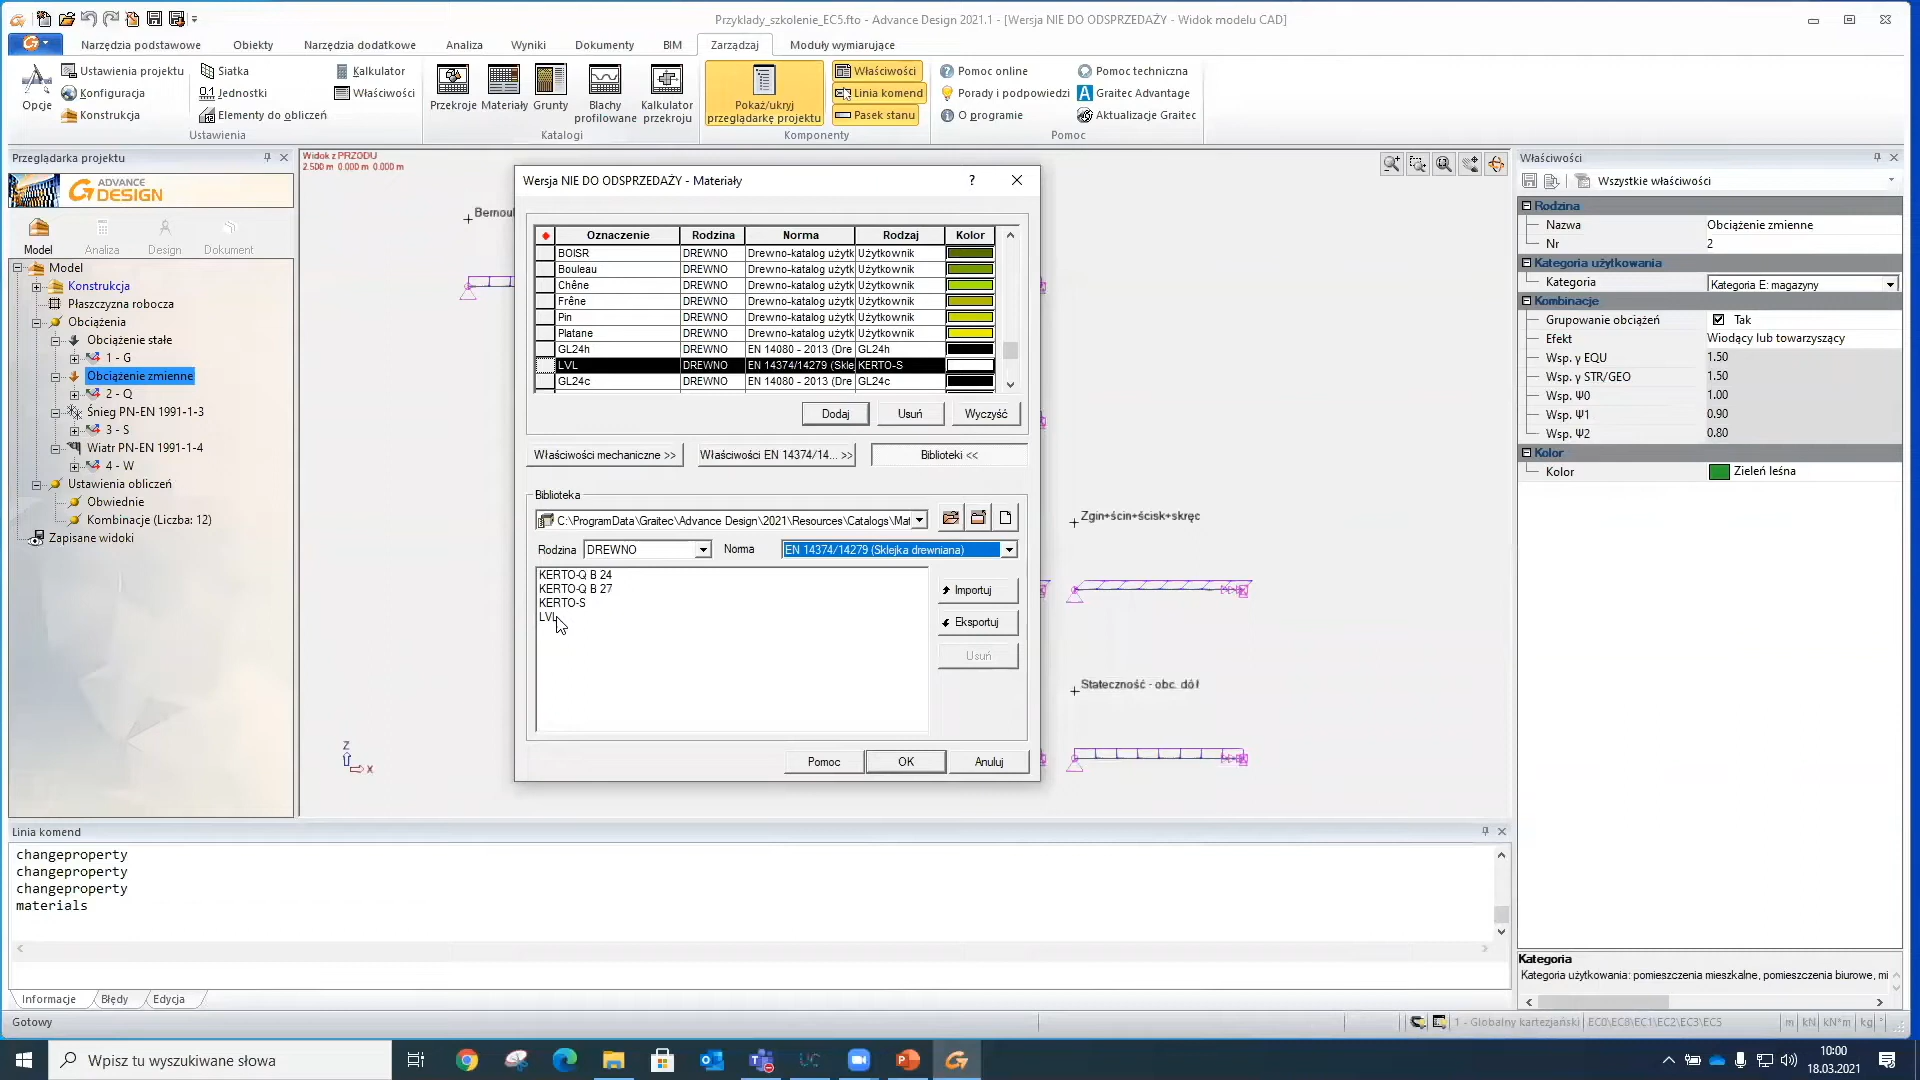 Przyklady_szkolenie_EC5.fto - Advance Design 2021.1 - [Wersja NIE DO ODSPRZEDAŻY - Widok modelu CAD]
Narzędzia podstawowe
Obiekty
Narzędzia dodatkowe
Analiza
Wyniki
Dokumenty
BIM
Zarządzaj
Moduły wymiarujące
Opcje
Ustawienia projektu
Konfiguracja
Konstrukcja
Siatka
Jednostki
Elementy do obliczeń
Kalkulator
Właściwości
Ustawienia
Przekroje
Materiały
Grunty
Blachy profilowane
Kalkulator przekroju
Katalogi
Pokaż/ukryj przeglądarkę projektu
Właściwości
Linia komend
Pasek stanu
Komponenty
Pomoc online
Porady i podpowiedzi
O programie
Pomoc techniczna
Graitec Advantage
Aktualizacje Graitec
Pomoc
Przeglądarka projektu
ADVANCE
DESIGN
Model
Analiza
Design
Dokument
Model
Konstrukcja
Płaszczyzna robocza
Obciążenia
Obciążenie stałe
1 - G
Obciążenie zmienne
2 - Q
Śnieg PN-EN 1991-1-3
3 - S
Wiatr PN-EN 1991-1-4
4 - W
Ustawienia obliczeń
Obwiednie
Kombinacje (Liczba: 12)
Zapisane widoki
Widok z PRZODU
2.500 m 0.000 m 0.000 m
Bernoul
Zgin+ścin+ścisk+skręc
Stateczność - obc. dół
Z
X
Wersja NIE DO ODSPRZEDAŻY - Materiały
?
Oznaczenie Rodzina Norma Rodzaj Kolor
BOISR DREWNO Drewno-katalog użytk Użytkownik
Bouleau DREWNO Drewno-katalog użytk Użytkownik
Chêne DREWNO Drewno-katalog użytk Użytkownik
Frêne DREWNO Drewno-katalog użytk Użytkownik
Pin DREWNO Drewno-katalog użytk Użytkownik
Platane DREWNO Drewno-katalog użytk Użytkownik
GL24h DREWNO EN 14080 - 2013 (Dre GL24h
LVL DREWNO EN 14374/14279 (Skle KERTO-S
GL24c DREWNO EN 14080 - 2013 (Dre GL24c
Dodaj
Usuń
Wyczyść
Właściwości mechaniczne >>
Właściwości EN 14374/14... >>
Biblioteki <<
Biblioteka
C:\ProgramData\Graitec\Advance Design\2021\Resources\Catalogs\Mat
Rodzina DREWNO Norma EN 14374/14279 (Sklejka drewniana)
KERTO-Q B 24
KERTO-Q B 27
KERTO-S
LVL
Importuj
Eksportuj
Usuń
Pomoc
OK
Anuluj
Właściwości
Wszystkie właściwości
Rodzina
Nazwa Obciążenie zmienne
Nr 2
Kategoria użytkowania
Kategoria Kategoria E: magazyny
Kombinacje
Grupowanie obciążeń Tak
Efekt Wiodący lub towarzyszący
Wsp. γ EQU 1.50
Wsp. γ STR/GEO 1.50
Wsp. Ψ0 1.00
Wsp. Ψ1 0.90
Wsp. Ψ2 0.80
Kolor
Kolor Zieleń leśna
Kategoria
Kategoria użytkowania: pomieszczenia mieszkalne, pomieszczenia biurowe, mi
Linia komend
changeproperty
changeproperty
changeproperty
materials
Informacje
Błędy
Edycja
Gotowy
1 - Globalny kartezjański
EC0\EC8\EC1\EC2\EC3\EC5
m
kN
kN*m
kg
°
Wpisz tu wyszukiwane słowa
10:00
18.03.2021